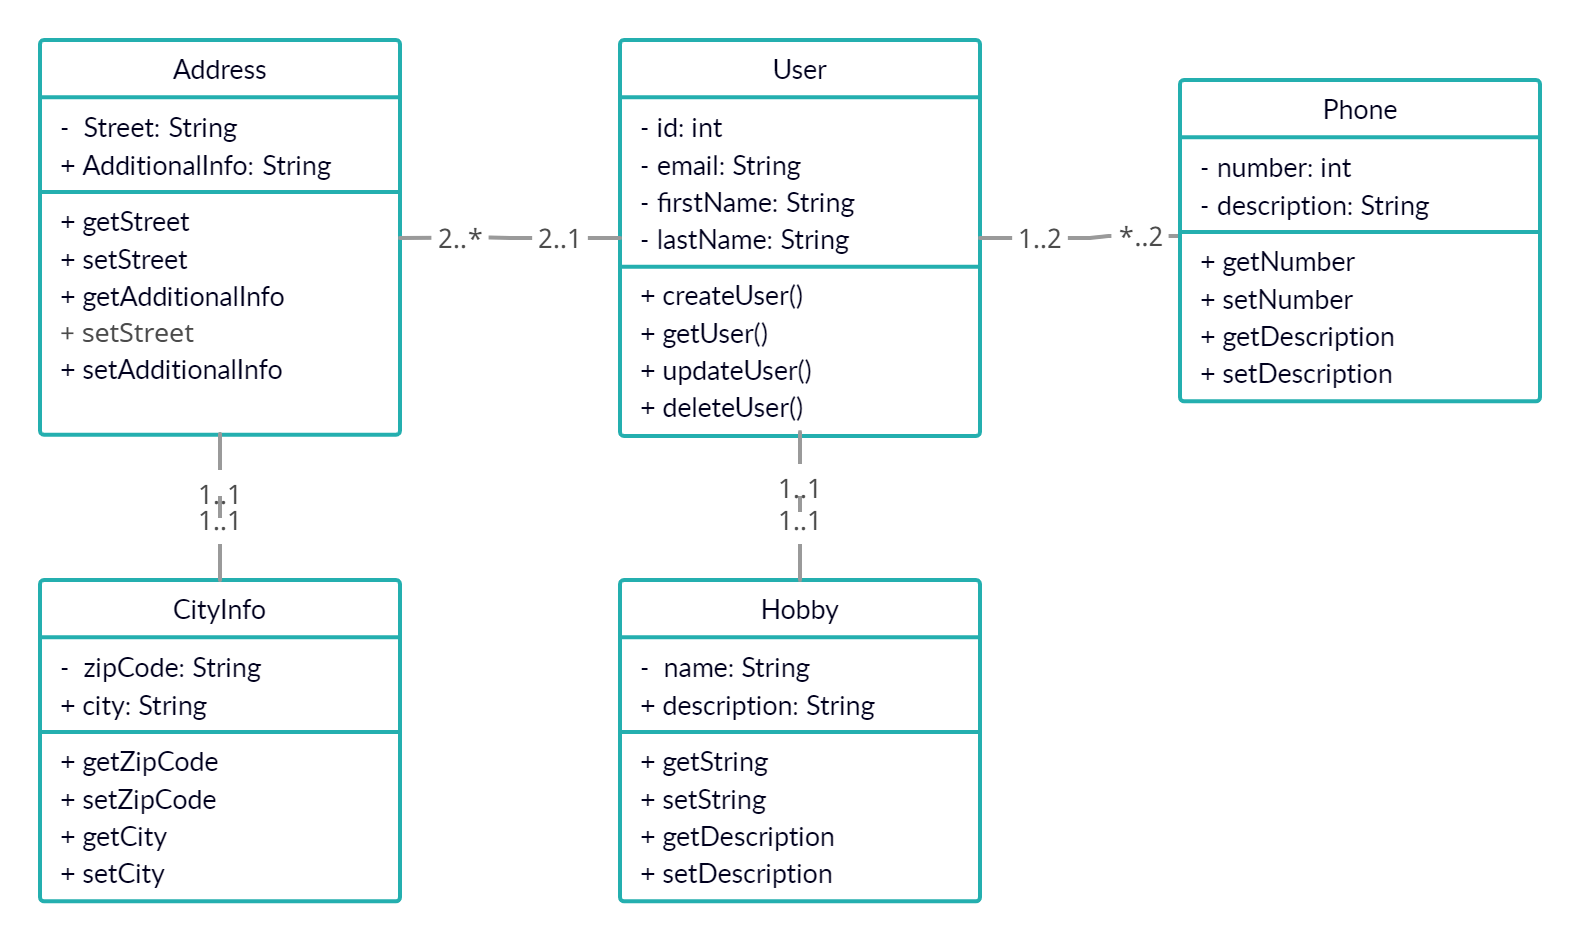 Address
- Street: String
+ AdditionalInfo: String
+ getStreet
+ setStreet
+ getAdditionalInfo
+ setStreet
+ setAdditionalInfo
2..*
2..1
User
- id: int
- email: String
- firstName: String
- lastName: String
+ createUser()
+ getUser()
+ updateUser()
+ deleteUser()
1..2
*..2
Phone
- number: int
- description: String
+ getNumber
+ setNumber
+ getDescription
+ setDescription
1..1
1..1
CityInfo
- zipCode: String
+ city: String
+ getZipCode
+ setZipCode
+ getCity
+ setCity
1..1
1..1
Hobby
- name: String
+ description: String
+ getString
+ setString
+ getDescription
+ setDescription